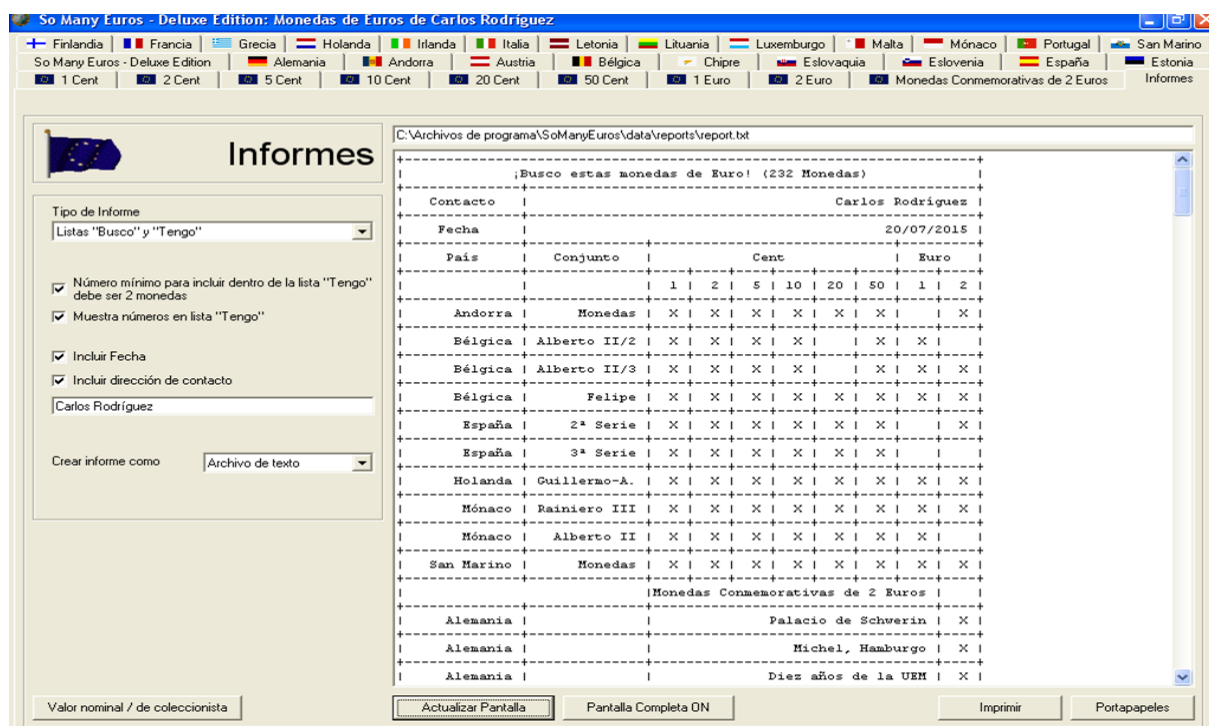 So Many Euros - Deluxe Edition: Monedas de Euros de Carlos Rodríguez
Finlandia Francia Grecia Holanda Irlanda Italia Letonia Lituania Luxemburgo Malta Mónaco Portugal San Marino
So Many Euros - Deluxe Edition Alemania Andorra Austria Bélgica Chipre Eslovaquia Eslovenia España Estonia
1 Cent 2 Cent 5 Cent 10 Cent 20 Cent 50 Cent 1 Euro 2 Euro Monedas Conmemorativas de 2 Euros Informes
Informes
Tipo de Informe
Listas "Busco" y "Tengo"
Número mínimo para incluir dentro de la lista "Tengo"
debe ser 2 monedas
Muestra números en lista "Tengo"
Incluir Fecha
Incluir dirección de contacto
Carlos Rodríguez
Crear informe como Archivo de texto
C:\Archivos de programa\SoManyEuros\data\reports\report.txt
¡Busco estas monedas de Euro! (232 Monedas)
Contacto | Carlos Rodríguez
Fecha | 20/07/2015
País | Conjunto | Cent | Euro
| | 1 | 2 | 5 | 10 | 20 | 50 | 1 | 2
Andorra | Monedas | X | X | X | X | X | X | | X
Bélgica | Alberto II/2 | X | X | X | X | | X | X |
Bélgica | Alberto II/3 | X | X | X | X | | X | X | X
Bélgica | Felipe | X | X | X | X | X | X | X | X
España | 2ª Serie | X | X | X | X | X | X | | X
España | 3ª Serie | X | X | X | X | X | X | |
Holanda | Guillermo-A. | X | X | X | X | X | X | X | X
Mónaco | Rainiero III | X | X | X | X | X | X | X | X
Mónaco | Alberto II | X | X | X | X | X | X | X |
San Marino | Monedas | X | X | X | X | X | X | X | X
| | Monedas Conmemorativas de 2 Euros |
Alemania | | Palacio de Schwerin | X
Alemania | | Michel, Hamburgo | X
Alemania | | Diez años de la UEM | X
Valor nominal / de coleccionista Actualizar Pantalla Pantalla Completa ON Imprimir Portapapeles